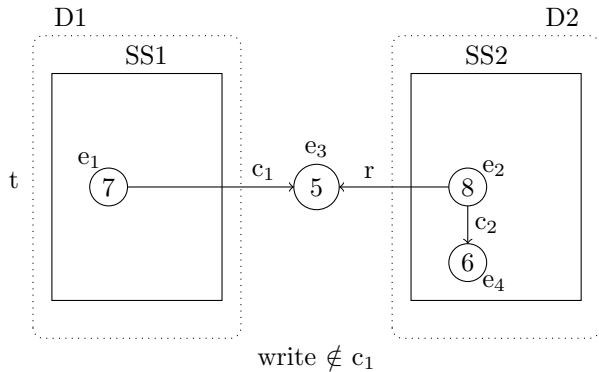 D1 D2
SS1 SS2
e₃
e₁ c₁ r e₂
t 7 5 8
c₂
6
e₄
write ∉ c₁